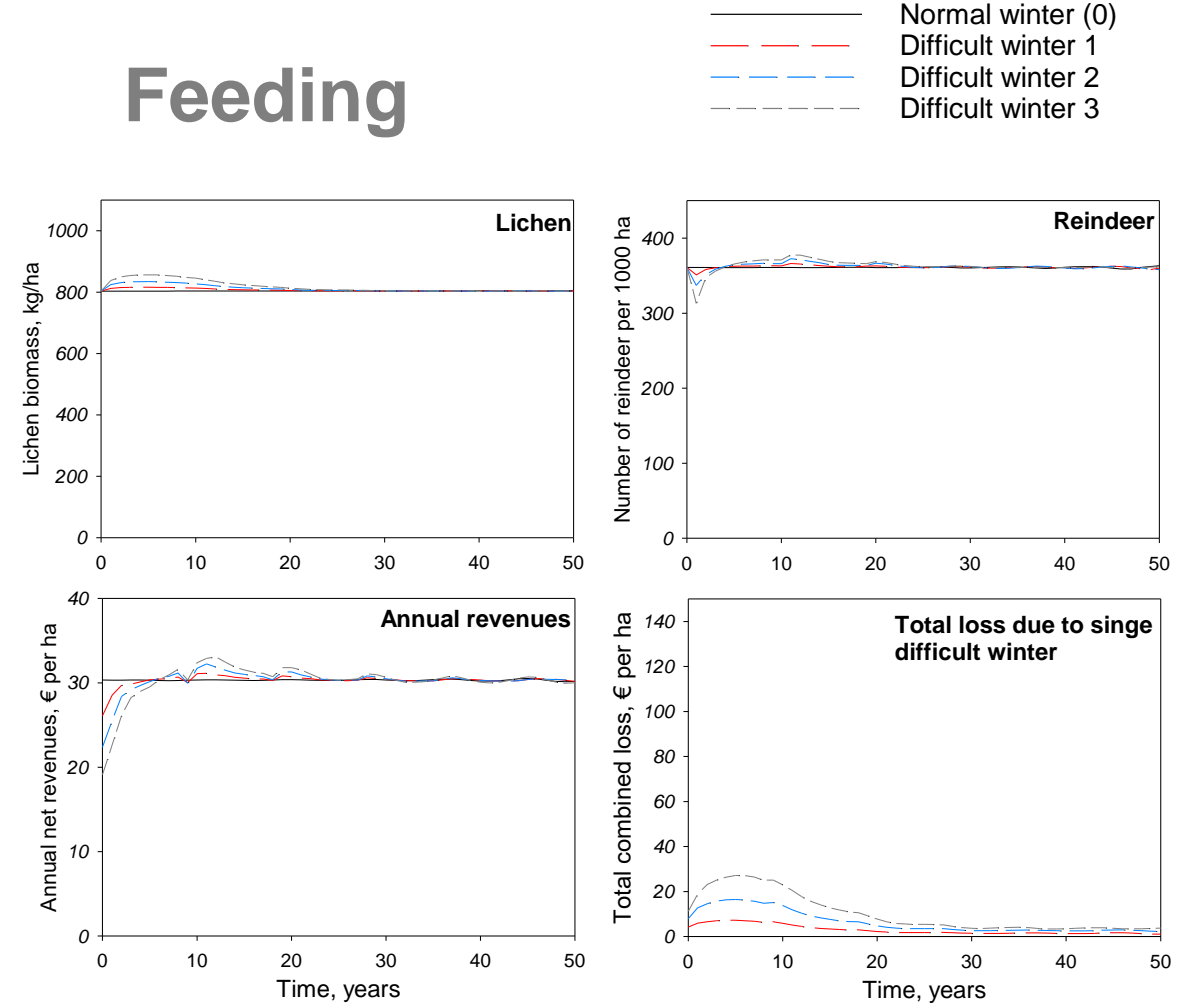 Normal winter (0)
Difficult winter 1
Difficult winter 2
Difficult winter 3
Feeding
Lichen
Lichen biomass, kg/ha
1000
800
600
400
200
0
0 10 20 30 40 50
Reindeer
Number of reindeer per 1000 ha
400
300
200
100
0
0 10 20 30 40 50
Annual revenues
Annual net revenues, € per ha
40
30
20
10
0
0 10 20 30 40 50
Time, years
Total loss due to singe
difficult winter
Total combined loss, € per ha
140
120
100
80
60
40
20
0
0 10 20 30 40 50
Time, years